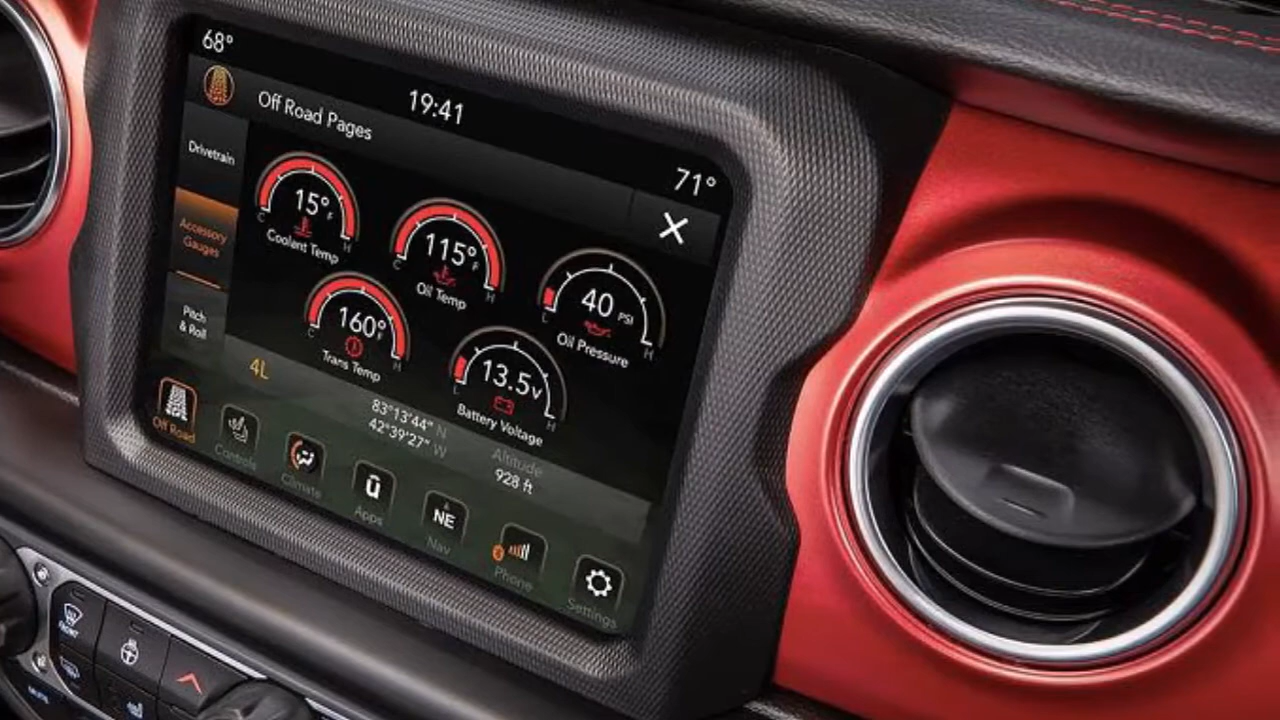 68°
19:41
71°
Off Road Pages
Drivetrain
Accessory
Gauges
Pitch
& Roll
15°F
C H
Coolant Temp
115°F
C H
Oil Temp
40 PSI
L H
Oil Pressure
160°F
C H
Trans Temp
13.5v
L H
Battery Voltage
4L
83°13'44" N
42°39'27" W
Altitude
928 ft
Off Road
Controls
Climate
ū
Apps
NE
Nav
Phone
Settings
FRONT
MUTE